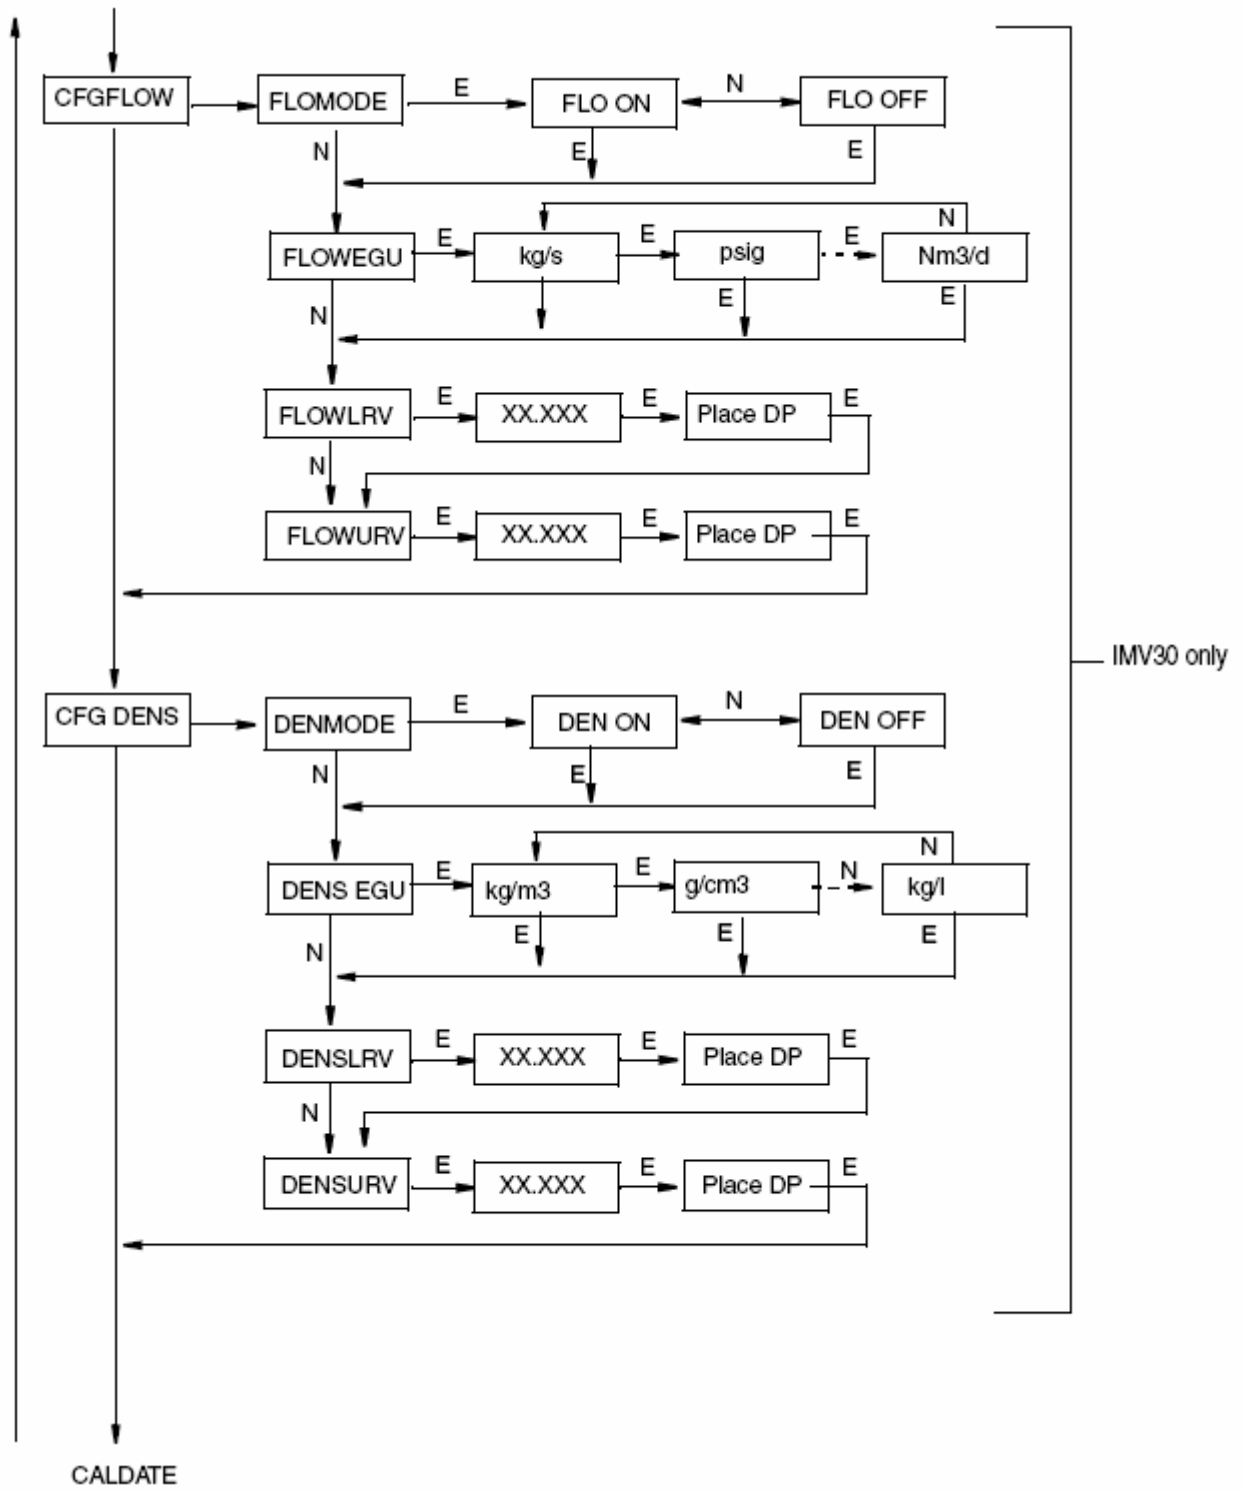 CFGFLOW
FLOMODE
E
FLO ON
N
FLO OFF
N
E
E
FLOWEGU
E
kg/s
E
psig
E
N
Nm3/d
N
E
E
FLOWLRV
E
XX.XXX
E
Place DP
E
N
FLOWURV
E
XX.XXX
E
Place DP
E
IMV30 only
CFG DENS
DENMODE
E
DEN ON
N
DEN OFF
N
E
E
DENS EGU
E
kg/m3
E
g/cm3
N
N
kg/l
N
E
E
E
DENSLRV
E
XX.XXX
E
Place DP
E
N
DENSURV
E
XX.XXX
E
Place DP
E
CALDATE